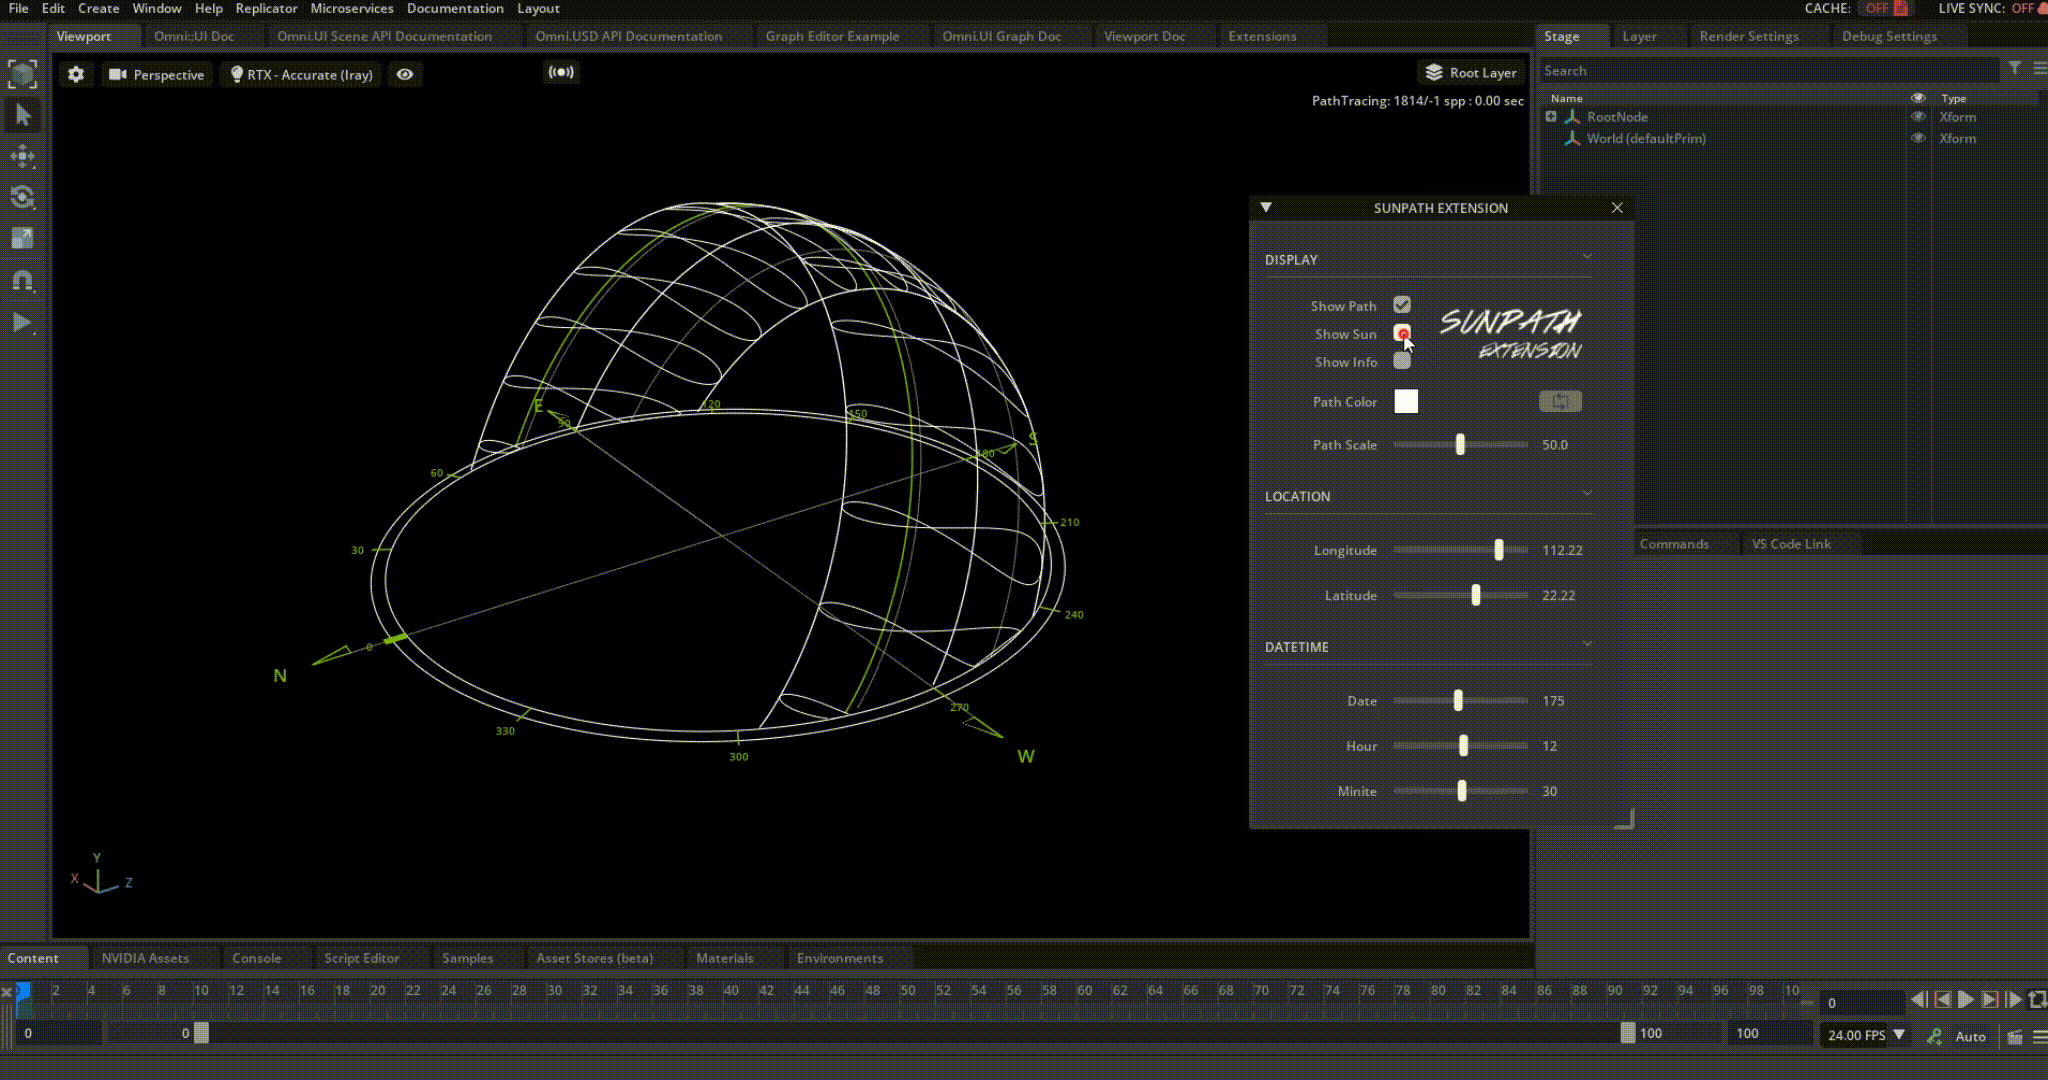 File Edit Create Window Help Replicator Microservices Documentation Layout CACHE: OFF LIVE SYNC: OFF
Viewport Omni::UI Doc Omni.UI Scene API Documentation Omni.USD API Documentation Graph Editor Example Omni.UI Graph Doc Viewport Doc Extensions Stage Layer Render Settings Debug Settings
Perspective RTX - Accurate (Iray) Root Layer Search
PathTracing: 1814/-1 spp : 0.00 sec
Name Type
RootNode Xform
World (defaultPrim) Xform
SUNPATH EXTENSION
DISPLAY
Show Path
Show Sun
Show Info
SUNPATH
EXTENSION
Path Color
Path Scale 50.0
LOCATION
Longitude 112.22
Latitude 22.22
DATETIME
Date 175
Hour 12
Minite 30
Commands VS Code Link
E 120 150 S
90 180
60
210
30
240
0
N
270
330
W
300
Y
X Z
Content NVIDIA Assets Console Script Editor Samples Asset Stores (beta) Materials Environments
2 4 6 8 10 12 14 16 18 20 22 24 26 28 30 32 34 36 38 40 42 44 46 48 50 52 54 56 58 60 62 64 66 68 70 72 74 76 78 80 82 84 86 88 90 92 94 96 98 10 0
0 0 100 100 24.00 FPS Auto